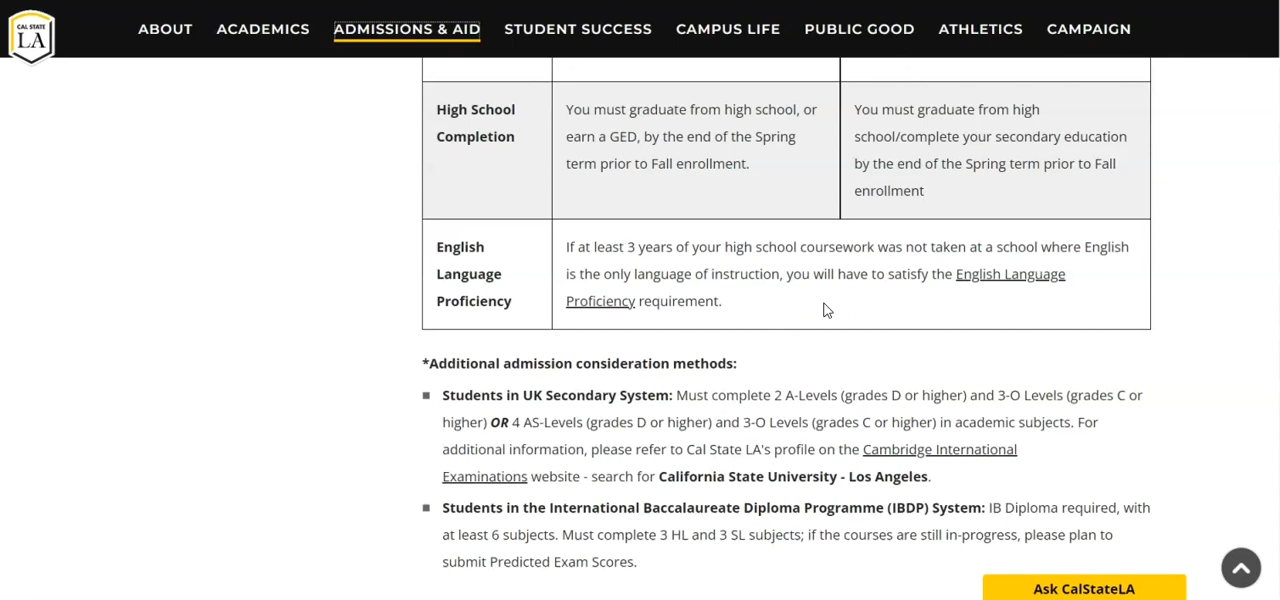 CAL STATE
LA
ABOUT ACADEMICS ADMISSIONS & AID STUDENT SUCCESS CAMPUS LIFE PUBLIC GOOD ATHLETICS CAMPAIGN
High School
Completion
You must graduate from high school, or
earn a GED, by the end of the Spring
term prior to Fall enrollment.
You must graduate from high
school/complete your secondary education
by the end of the Spring term prior to Fall
enrollment
English
Language
Proficiency
If at least 3 years of your high school coursework was not taken at a school where English
is the only language of instruction, you will have to satisfy the English Language
Proficiency requirement.
*Additional admission consideration methods:
Students in UK Secondary System: Must complete 2 A-Levels (grades D or higher) and 3-O Levels (grades C or
higher) OR 4 AS-Levels (grades D or higher) and 3-O Levels (grades C or higher) in academic subjects. For
additional information, please refer to Cal State LA's profile on the Cambridge International
Examinations website - search for California State University - Los Angeles.
Students in the International Baccalaureate Diploma Programme (IBDP) System: IB Diploma required, with
at least 6 subjects. Must complete 3 HL and 3 SL subjects; if the courses are still in-progress, please plan to
submit Predicted Exam Scores.
Ask CalStateLA